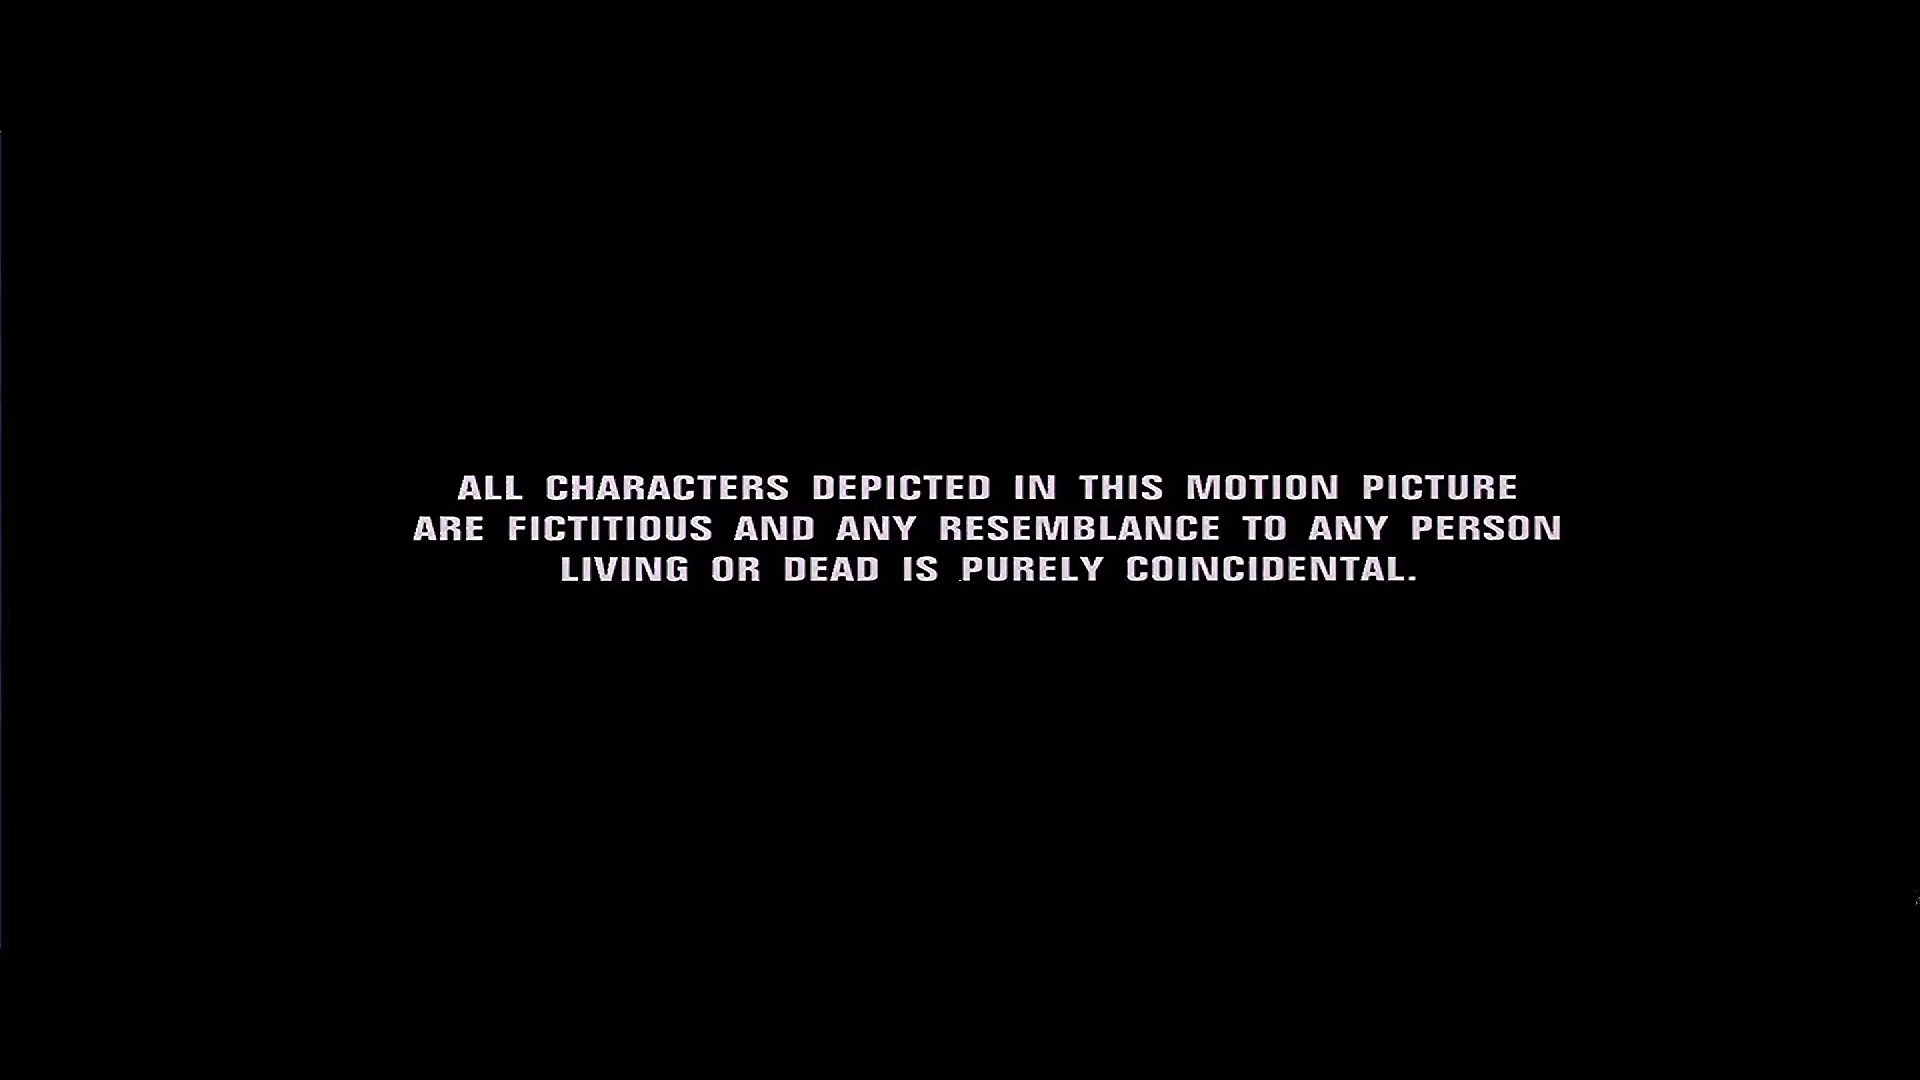 ALL CHARACTERS DEPICTED IN THIS MOTION PICTURE
ARE FICTITIOUS AND ANY RESEMBLANCE TO ANY PERSON
LIVING OR DEAD IS PURELY COINCIDENTAL.